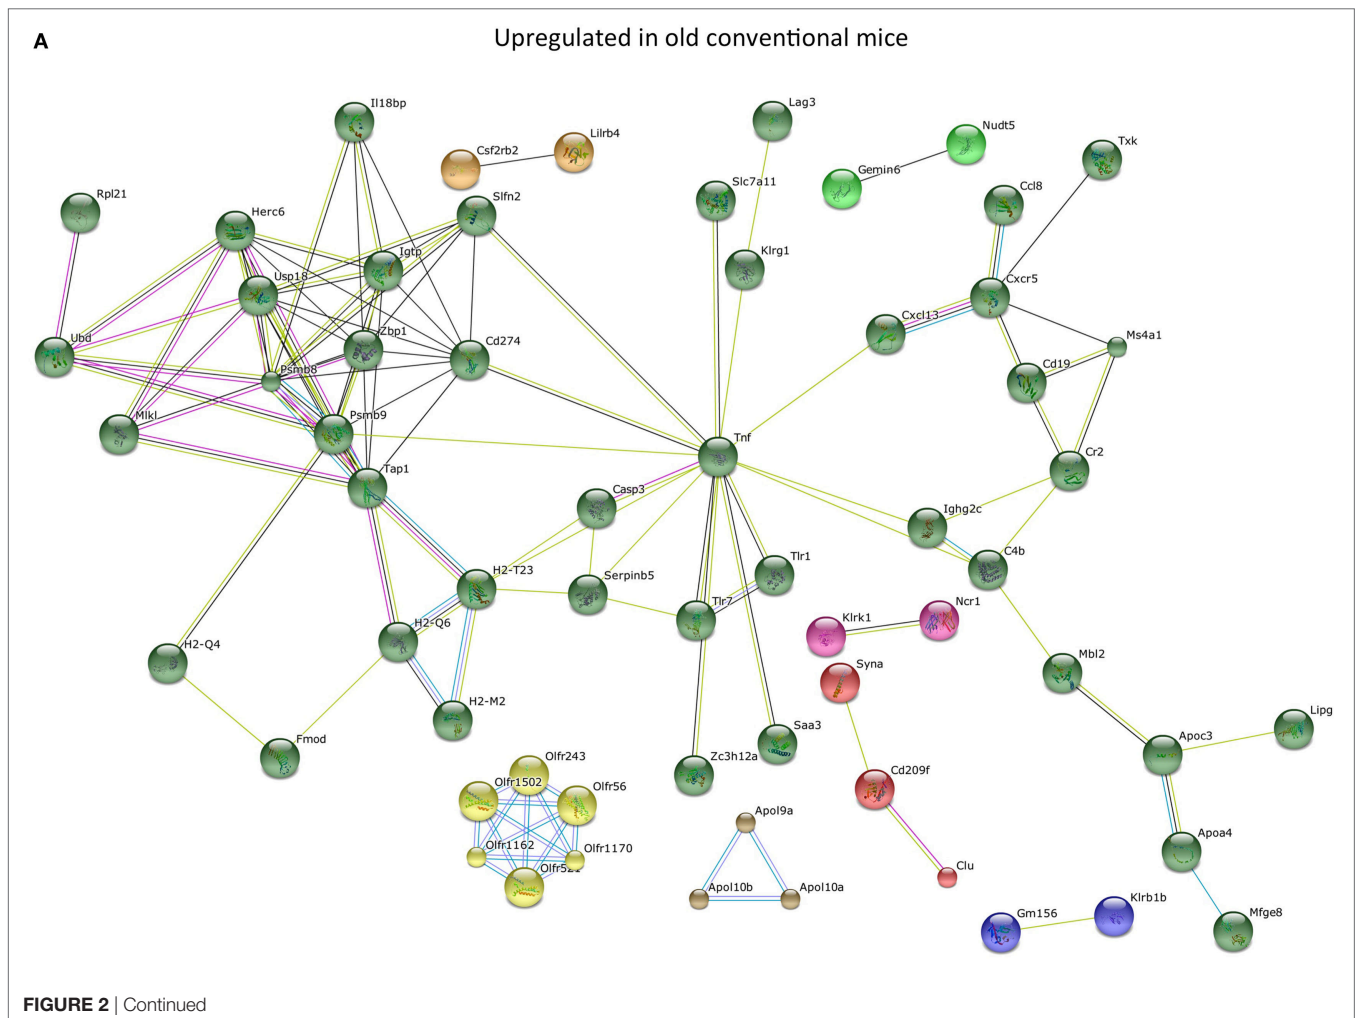 A
Upregulated in old conventional mice
Il18bp
Lag3
Nudt5
Txk
Csf2rb2
Lilrb4
Gemin6
Rpl21
Slc7a11
Ccl8
Herc6
Slfn2
Klrg1
Igtp
Usp18
Cxcr5
Cxcl13
Ms4a1
Ubd
Zbp1
Cd274
Cd19
Psmb8
Mlkl
Psmb9
Tnf
Cr2
Tap1
Casp3
Ighg2c
C4b
H2-T23
Serpinb5
Tlr1
Tlr7
Klrk1
Ncr1
H2-Q6
H2-Q4
Syna
Mbl2
H2-M2
Lipg
Fmod
Saa3
Apoc3
Zc3h12a
Olfr243
Cd209f
Olfr1502
Olfr56
Apol9a
Apoa4
Olfr1162
Olfr1170
Olfr521
Clu
Apol10b
Apol10a
Gm156
Klrb1b
Mfge8
FIGURE 2 | Continued